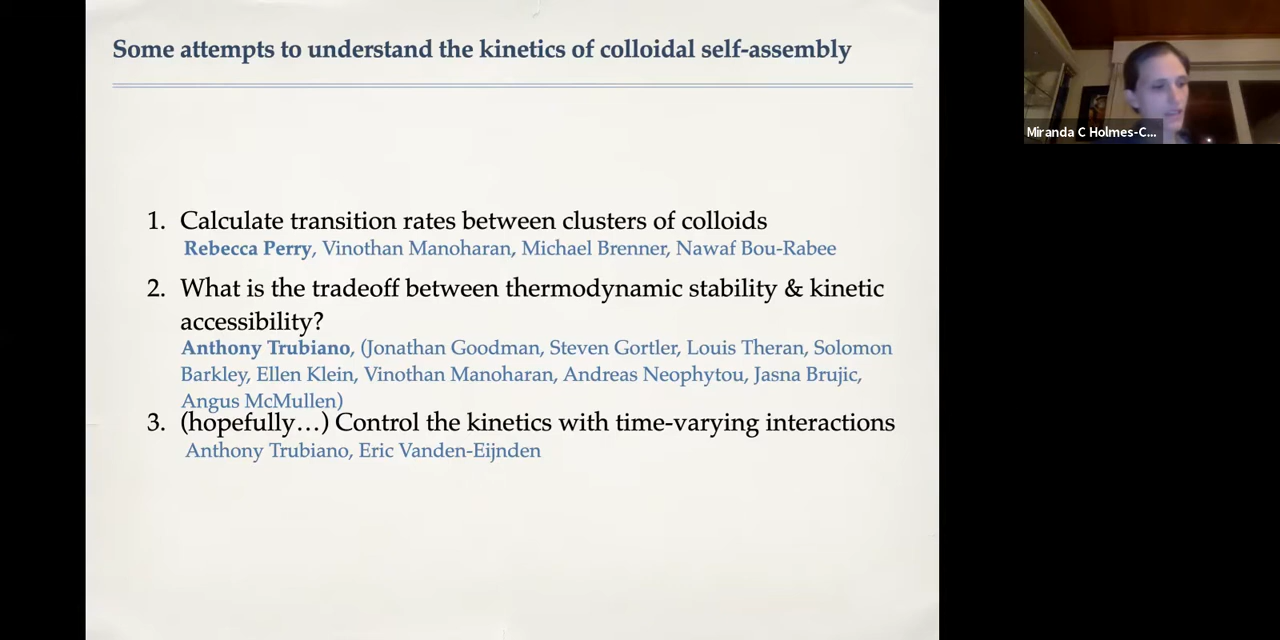 Some attempts to understand the kinetics of colloidal self-assembly
Miranda C Holmes-C...
1. Calculate transition rates between clusters of colloids
Rebecca Perry, Vinothan Manoharan, Michael Brenner, Nawaf Bou-Rabee
2. What is the tradeoff between thermodynamic stability & kinetic
accessibility?
Anthony Trubiano, (Jonathan Goodman, Steven Gortler, Louis Theran, Solomon
Barkley, Ellen Klein, Vinothan Manoharan, Andreas Neophytou, Jasna Brujic,
Angus McMullen)
3. (hopefully…) Control the kinetics with time-varying interactions
Anthony Trubiano, Eric Vanden-Eijnden